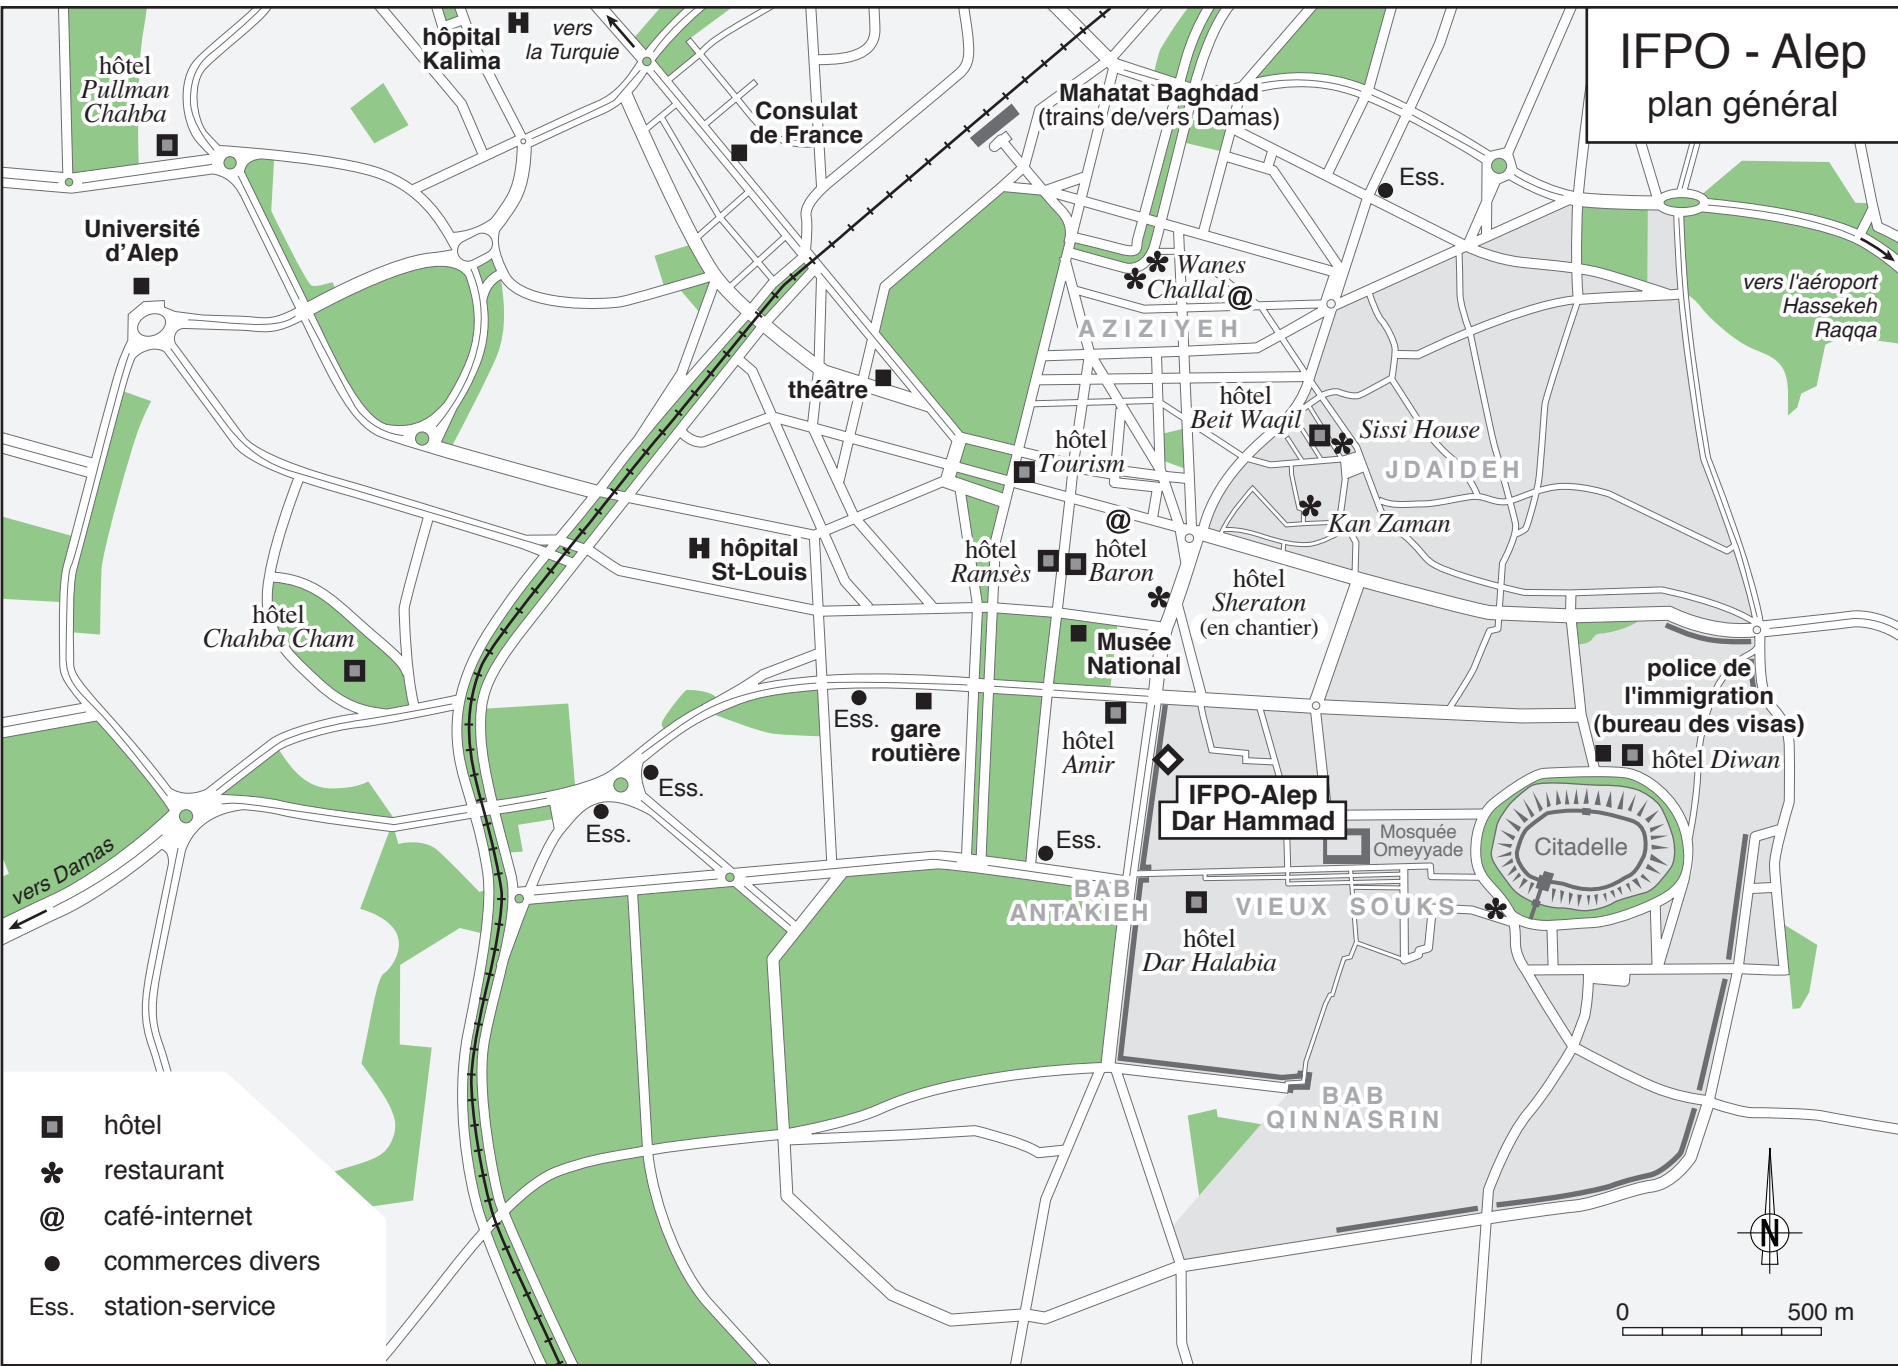 IFPO - Alep
plan général
hôpital
Kalima
H
vers
la Turquie
hôtel
Pullman
Chahba
Consulat
de France
Mahatat Baghdad
(trains de/vers Damas)
Ess.
Université
d'Alep
Wanes
Challal
@
AZIZIYEH
vers l'aéroport
Hassekeh
Raqqa
théâtre
hôtel
Beit Waqil
Sissi House
JDAIDEH
hôtel
Tourism
Kan Zaman
@
H hôpital
St-Louis
hôtel
Ramsès
hôtel
Baron
hôtel
Sheraton
(en chantier)
hôtel
Chahba Cham
Musée
National
police de
l'immigration
(bureau des visas)
hôtel Diwan
Ess.
gare
routière
hôtel
Amir
Ess.
Ess.
IFPO-Alep
Dar Hammad
Mosquée
Omeyyade
Citadelle
Ess.
vers Damas
BAB
ANTAKIEH
VIEUX SOUKS
hôtel
Dar Halabia
BAB
QINNASRIN
hôtel
restaurant
@ café-internet
commerces divers
Ess. station-service
N
0 500 m